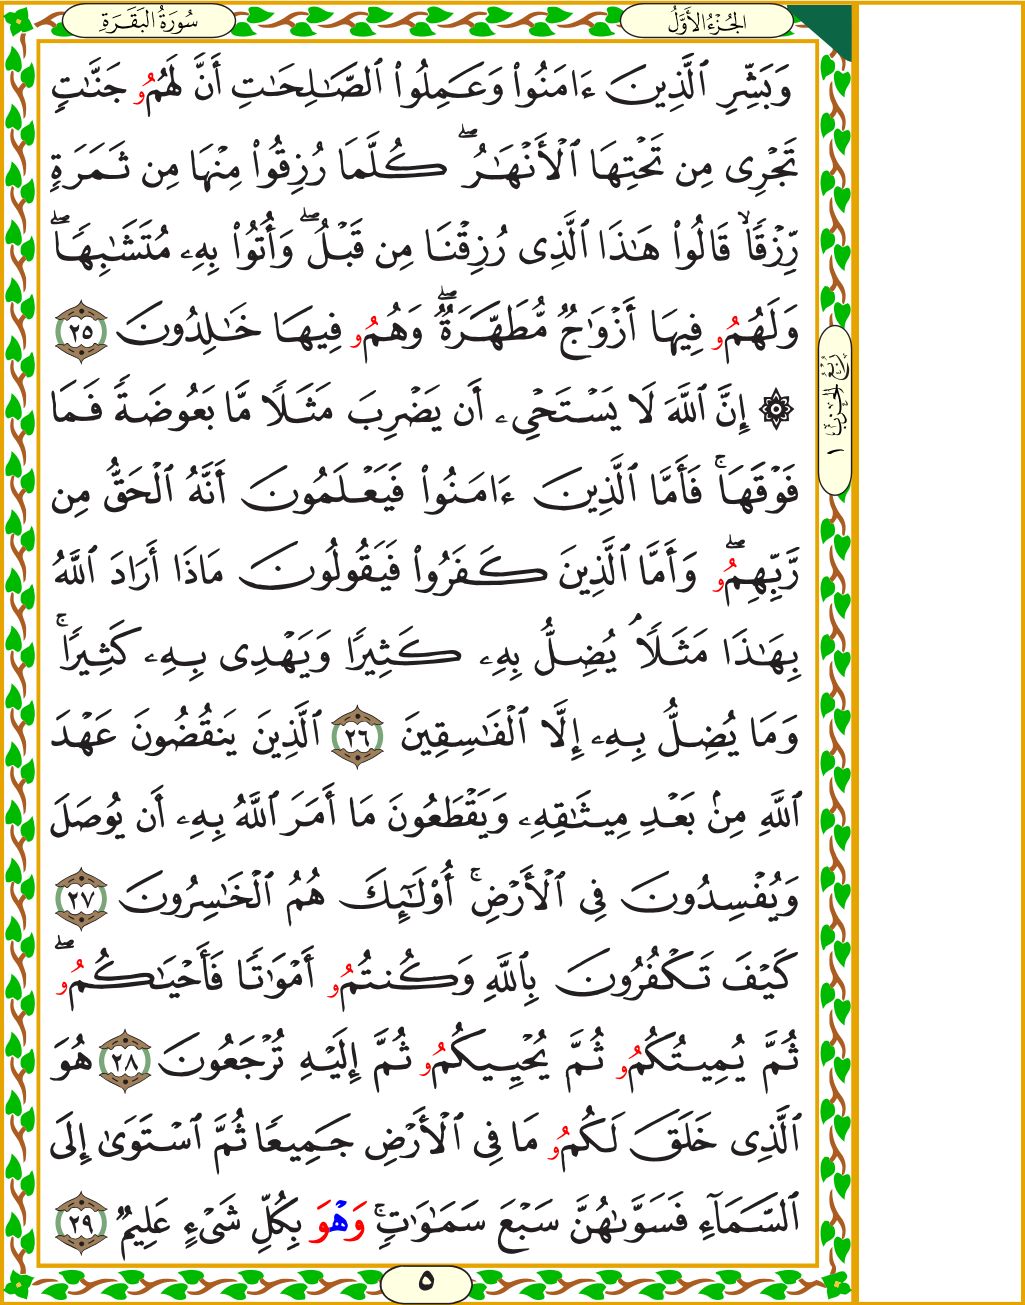 الجُزْءُ الأَوَّلُ
سُورَةُ البَقَرَةِ
وَبَشِّرِ ٱلَّذِينَ ءَامَنُوا۟ وَعَمِلُوا۟ ٱلصَّـٰلِحَـٰتِ أَنَّ لَهُمُۥ جَنَّـٰتٍ
تَجْرِى مِن تَحْتِهَا ٱلْأَنْهَـٰرُ ۖ كُلَّمَا رُزِقُوا۟ مِنْهَا مِن ثَمَرَةٍ
رِّزْقًا ۙ قَالُوا۟ هَـٰذَا ٱلَّذِى رُزِقْنَا مِن قَبْلُ ۖ وَأُتُوا۟ بِهِۦ مُتَشَـٰبِهًا ۖ
وَلَهُمُۥ فِيهَا أَزْوَٰجٌ مُّطَهَّرَةٌ ۖ وَهُمُۥ فِيهَا خَـٰلِدُونَ ٢٥
۞ إِنَّ ٱللَّهَ لَا يَسْتَحْىِۦ أَن يَضْرِبَ مَثَلًا مَّا بَعُوضَةً فَمَا
فَوْقَهَا ۚ فَأَمَّا ٱلَّذِينَ ءَامَنُوا۟ فَيَعْلَمُونَ أَنَّهُ ٱلْحَقُّ مِن
رَّبِّهِمُۥ ۖ وَأَمَّا ٱلَّذِينَ كَفَرُوا۟ فَيَقُولُونَ مَاذَا أَرَادَ ٱللَّهُ
بِهَـٰذَا مَثَلًا ۘ يُضِلُّ بِهِۦ كَثِيرًا وَيَهْدِى بِهِۦ كَثِيرًا ۚ
وَمَا يُضِلُّ بِهِۦ إِلَّا ٱلْفَـٰسِقِينَ ٢٦ ٱلَّذِينَ يَنقُضُونَ عَهْدَ
ٱللَّهِ مِنۢ بَعْدِ مِيثَـٰقِهِۦ وَيَقْطَعُونَ مَا أَمَرَ ٱللَّهُ بِهِۦ أَن يُوصَلَ
وَيُفْسِدُونَ فِى ٱلْأَرْضِ ۚ أُو۟لَـٰٓئِكَ هُمُ ٱلْخَـٰسِرُونَ ٢٧
كَيْفَ تَكْفُرُونَ بِٱللَّهِ وَكُنتُمُۥ أَمْوَٰتًا فَأَحْيَـٰكُمُۥ ۖ
ثُمَّ يُمِيتُكُمُۥ ثُمَّ يُحْيِيكُمُۥ ثُمَّ إِلَيْهِ تُرْجَعُونَ ٢٨ هُوَ
ٱلَّذِى خَلَقَ لَكُمُۥ مَا فِى ٱلْأَرْضِ جَمِيعًا ثُمَّ ٱسْتَوَىٰ إِلَى
ٱلسَّمَآءِ فَسَوَّىٰهُنَّ سَبْعَ سَمَـٰوَٰتٍ ۚ وَهْوَ بِكُلِّ شَىْءٍ عَلِيمٌ ٢٩
رُبْعُ الحِزْبِ ١
٥